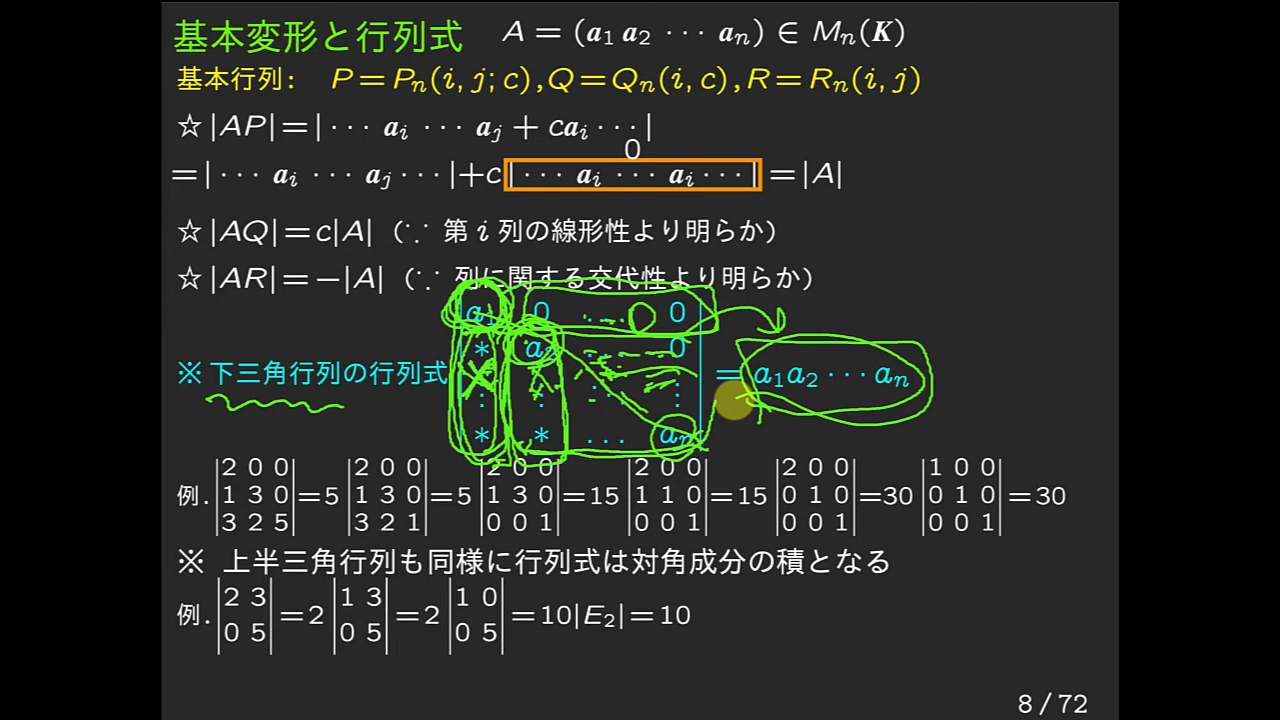 基本変形と行列式 A = (a₁ a₂ ⋯ aₙ) ∈ Mₙ(K)
基本行列: P = Pₙ(i, j; c), Q = Qₙ(i, c), R = Rₙ(i, j)
☆ |AP| = | ⋯ aᵢ ⋯ aⱼ + caᵢ ⋯ |
0
= | ⋯ aᵢ ⋯ aⱼ ⋯ | + c | ⋯ aᵢ ⋯ aᵢ ⋯ | = |A|
☆ |AQ| = c|A| (∵ 第 i 列の線形性より明らか)
☆ |AR| = −|A| (∵ 列に関する交代性より明らか)
a₁ 0 ⋯ 0
* a₂ ⋯ 0
※ 下三角行列の行列式 ⋮ ⋮ ⋮ = a₁a₂ ⋯ aₙ
* * ⋯ aₙ
2 0 0 2 0 0 2 0 0 2 0 0 2 0 0 1 0 0
例. 1 3 0 = 5 1 3 0 = 5 1 3 0 = 15 1 1 0 = 15 0 1 0 = 30 0 1 0 = 30
3 2 5 3 2 1 0 0 1 0 0 1 0 0 1 0 0 1
※ 上半三角行列も同様に行列式は対角成分の積となる
2 3 1 3 1 0
例. = 2 = 2 = 10|E₂| = 10
0 5 0 5 0 5
8 / 72